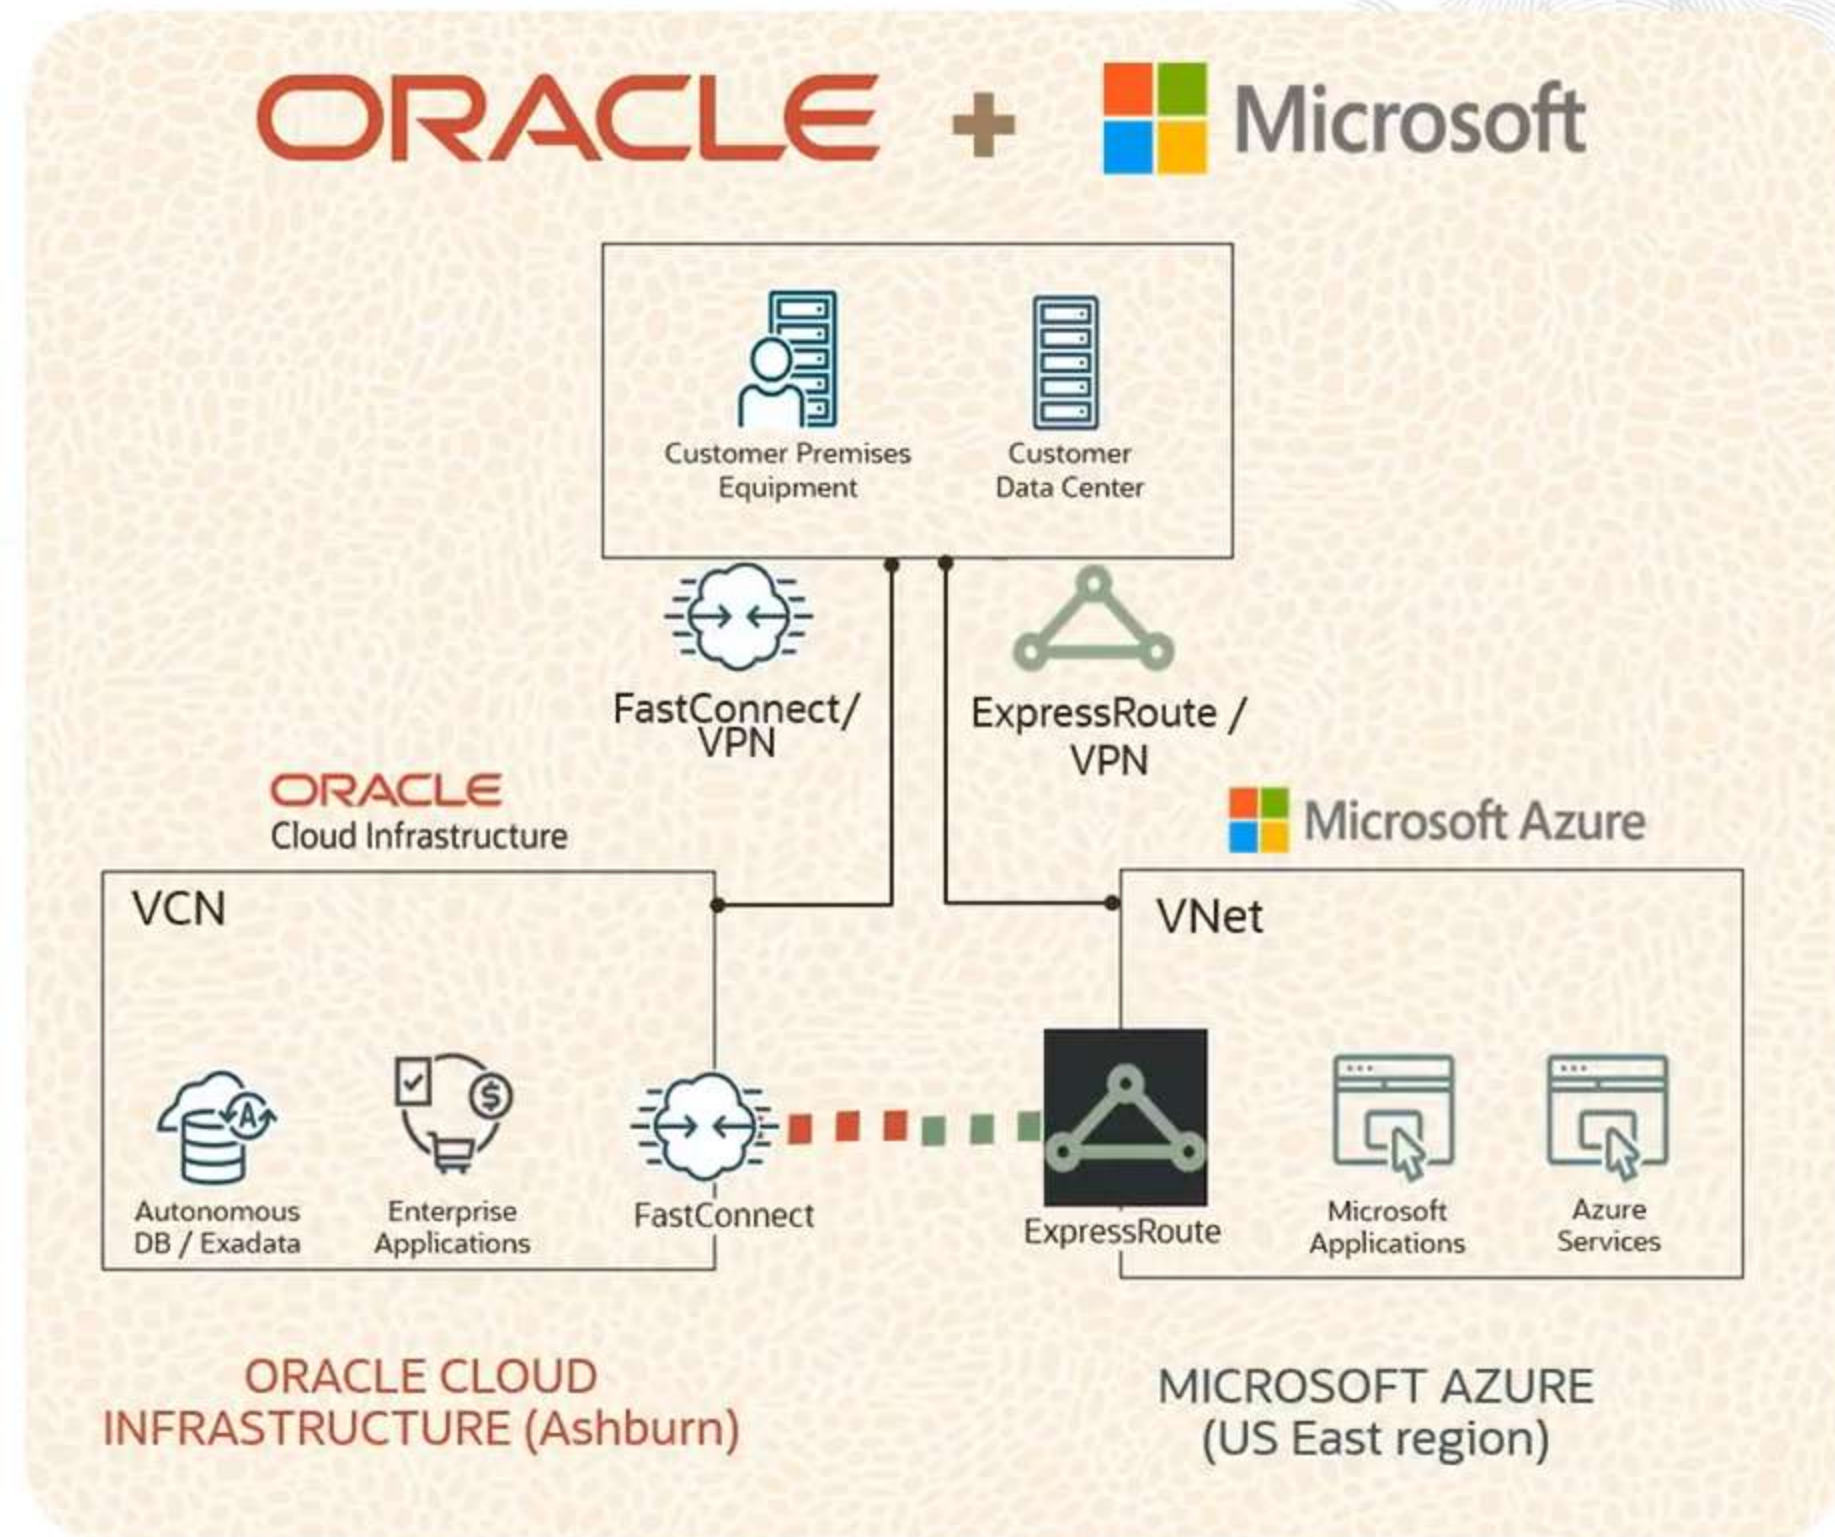 ORACLE + Microsoft
Customer Premises
Equipment
Customer
Data Center
FastConnect/
VPN
ExpressRoute /
VPN
ORACLE
Cloud Infrastructure
Microsoft Azure
VCN
VNet
Autonomous
DB / Exadata
Enterprise
Applications
FastConnect
ExpressRoute
Microsoft
Applications
Azure
Services
ORACLE CLOUD
INFRASTRUCTURE (Ashburn)
MICROSOFT AZURE
(US East region)